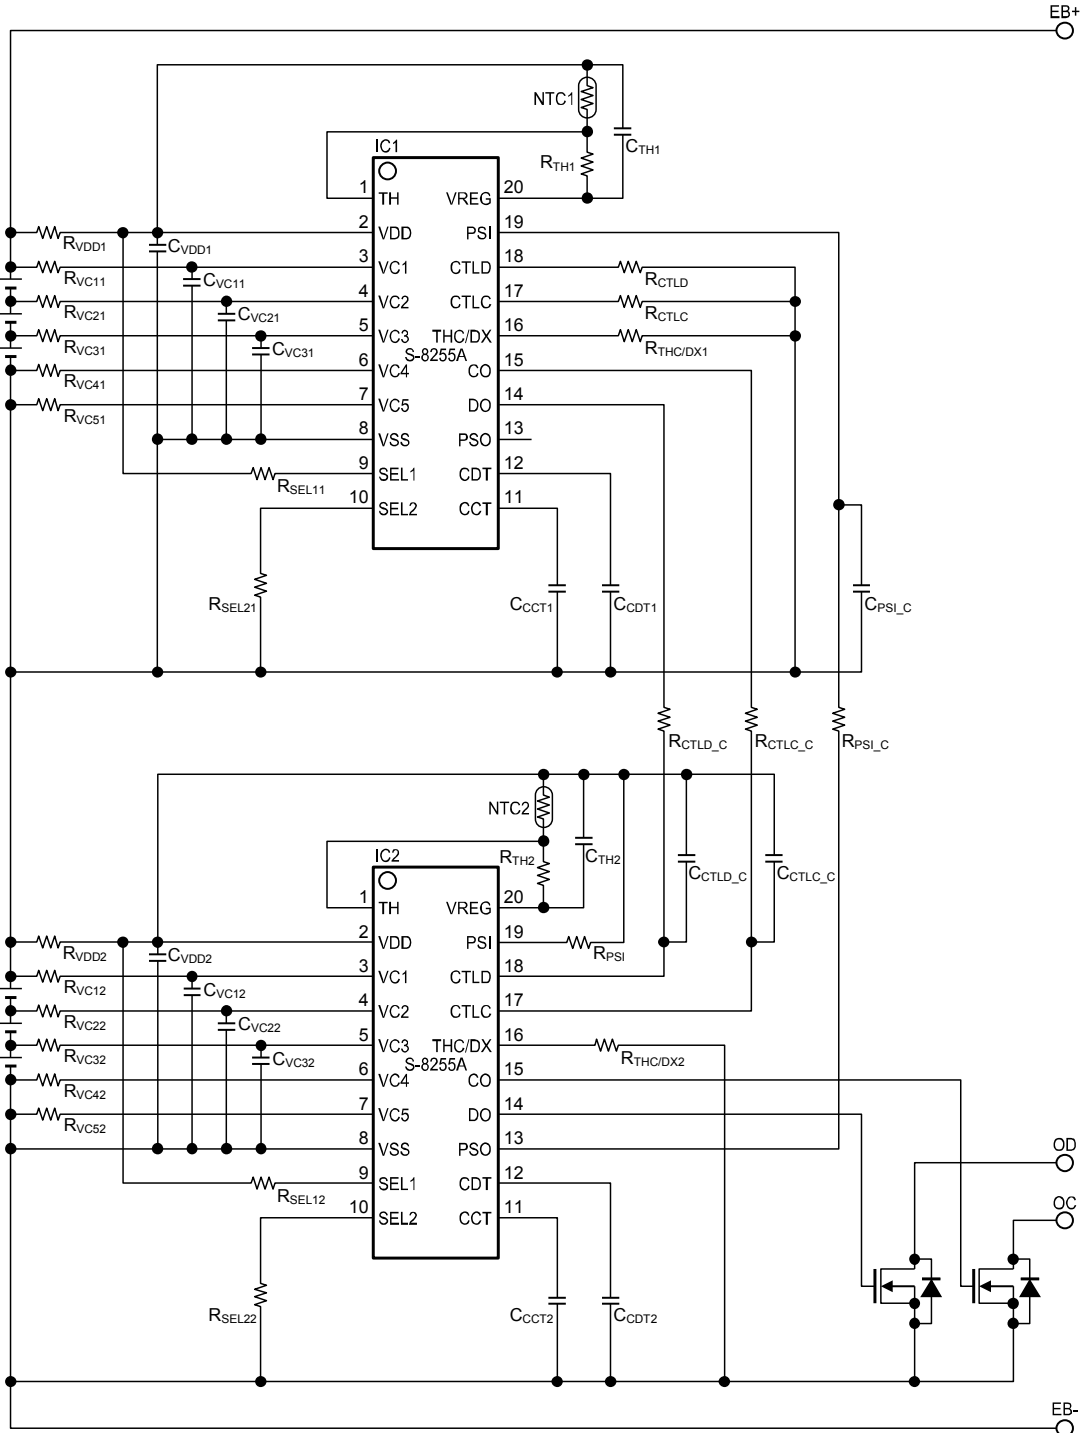 EB+
NTC1
CTH1
RTH1
IC1
1 TH VREG 20
2 VDD PSI 19
3 VC1 CTLD 18
4 VC2 CTLC 17
5 VC3 THC/DX 16
S-8255A
6 VC4 CO 15
7 VC5 DO 14
8 VSS PSO 13
9 SEL1 CDT 12
10 SEL2 CCT 11
RVDD1
CVDD1
RVC11
CVC11
RVC21
CVC21
RVC31
CVC31
RVC41
RVC51
RCTLD
RCTLC
RTHC/DX1
RSEL11
RSEL21
CCCT1
CCDT1
CPSI_C
RCTLD_C
RCTLC_C
RPSI_C
NTC2
RTH2
CTH2
CCTLD_C
CCTLC_C
IC2
1 TH VREG 20
2 VDD PSI 19
3 VC1 CTLD 18
4 VC2 CTLC 17
5 VC3 THC/DX 16
S-8255A
6 VC4 CO 15
7 VC5 DO 14
8 VSS PSO 13
9 SEL1 CDT 12
10 SEL2 CCT 11
RVDD2
CVDD2
RPSI
RVC12
CVC12
RVC22
CVC22
RVC32
CVC32
RTHC/DX2
RVC42
RVC52
OD
RSEL12
OC
RSEL22
CCCT2
CCDT2
EB-